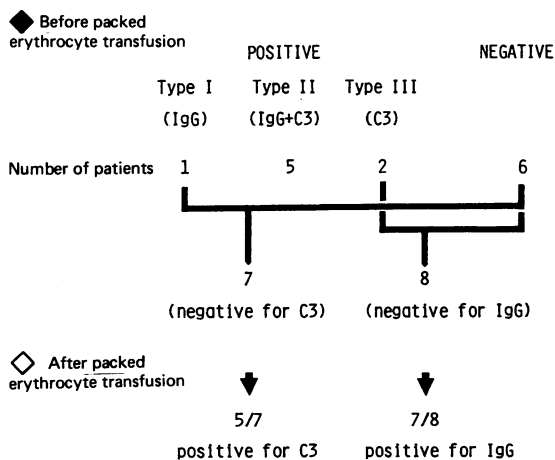 Before packed
erythrocyte transfusion
POSITIVE NEGATIVE
Type I Type II Type III
(IgG) (IgG+C3) (C3)
Number of patients 1 5 2 6
7 8
(negative for C3) (negative for IgG)
After packed
erythrocyte transfusion
5/7 7/8
positive for C3 positive for IgG